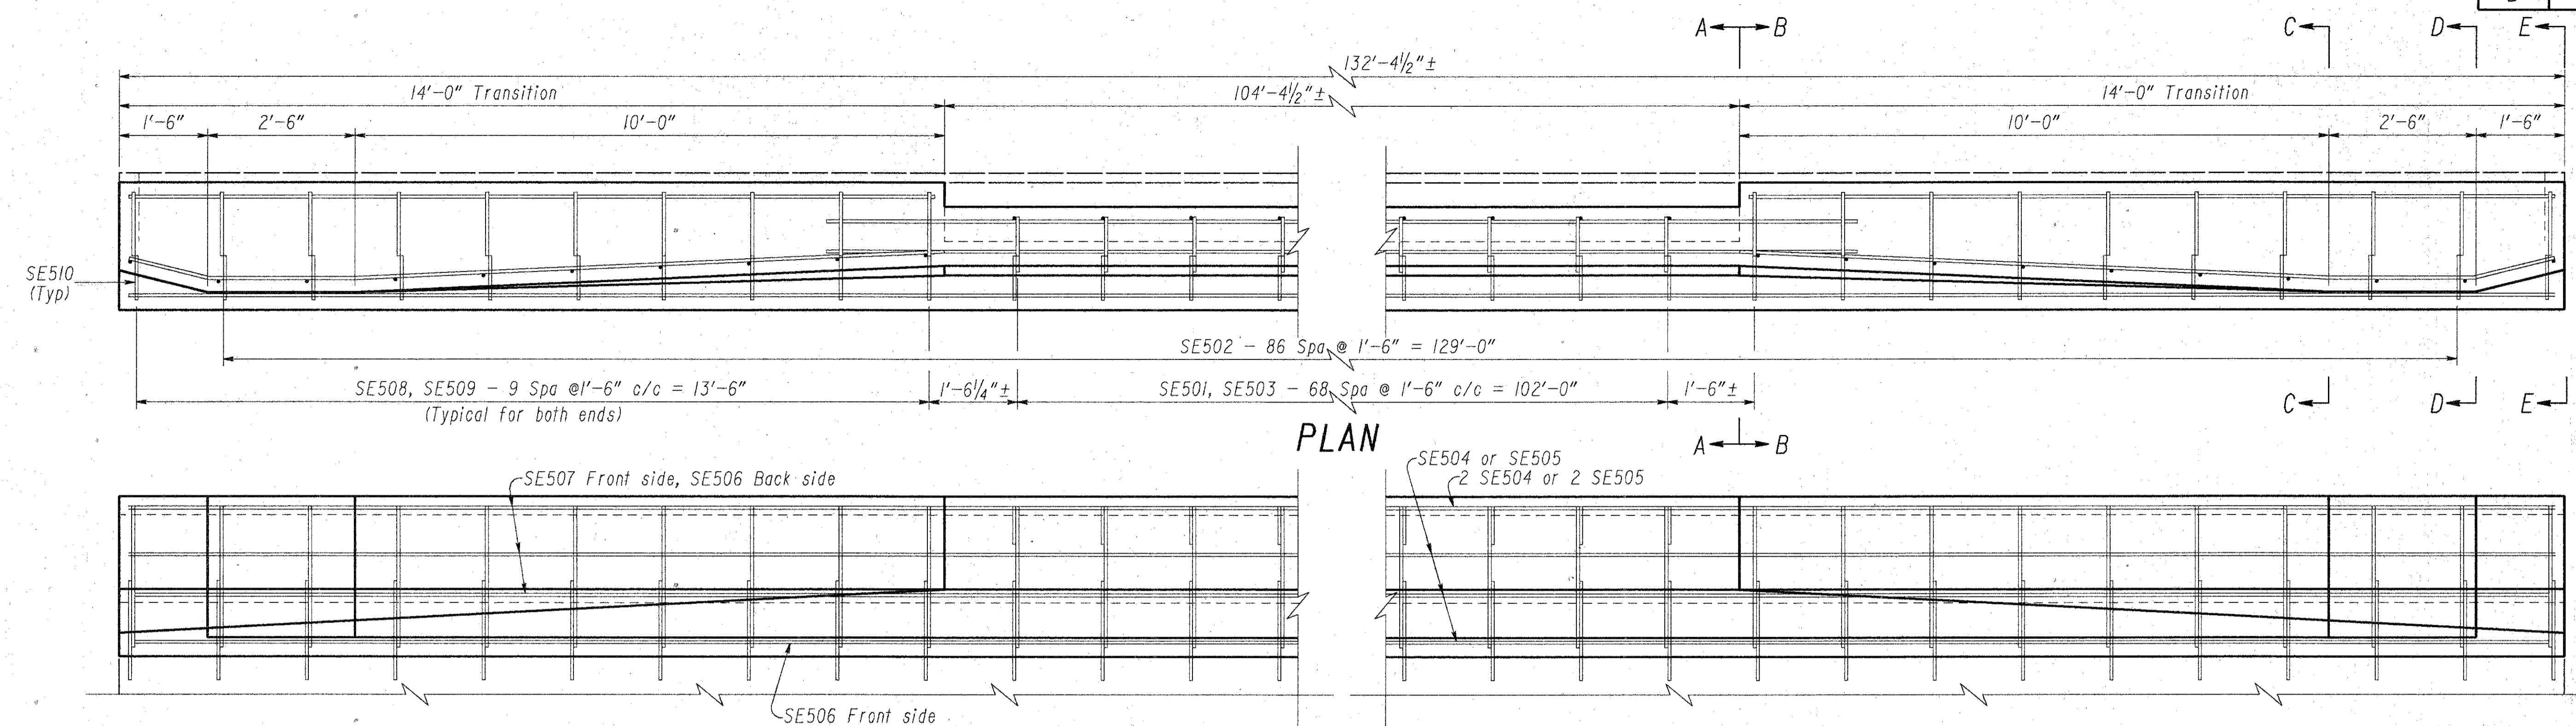 A B
C
D
E
132'-4½"±
14'-0" Transition
104'-4½"±
14'-0" Transition
1'-6"
2'-6"
10'-0"
10'-0"
2'-6"
1'-6"
SE510
(Typ)
SE502 - 86 Spa @ 1'-6" = 129'-0"
SE508, SE509 - 9 Spa @1'-6" c/c = 13'-6"
(Typical for both ends)
1'-6¼"±
SE501, SE503 - 68 Spa @ 1'-6" c/c = 102'-0"
1'-6"±
C
D
E
PLAN
A B
SE507 Front side, SE506 Back side
SE504 or SE505
2 SE504 or 2 SE505
SE506 Front side